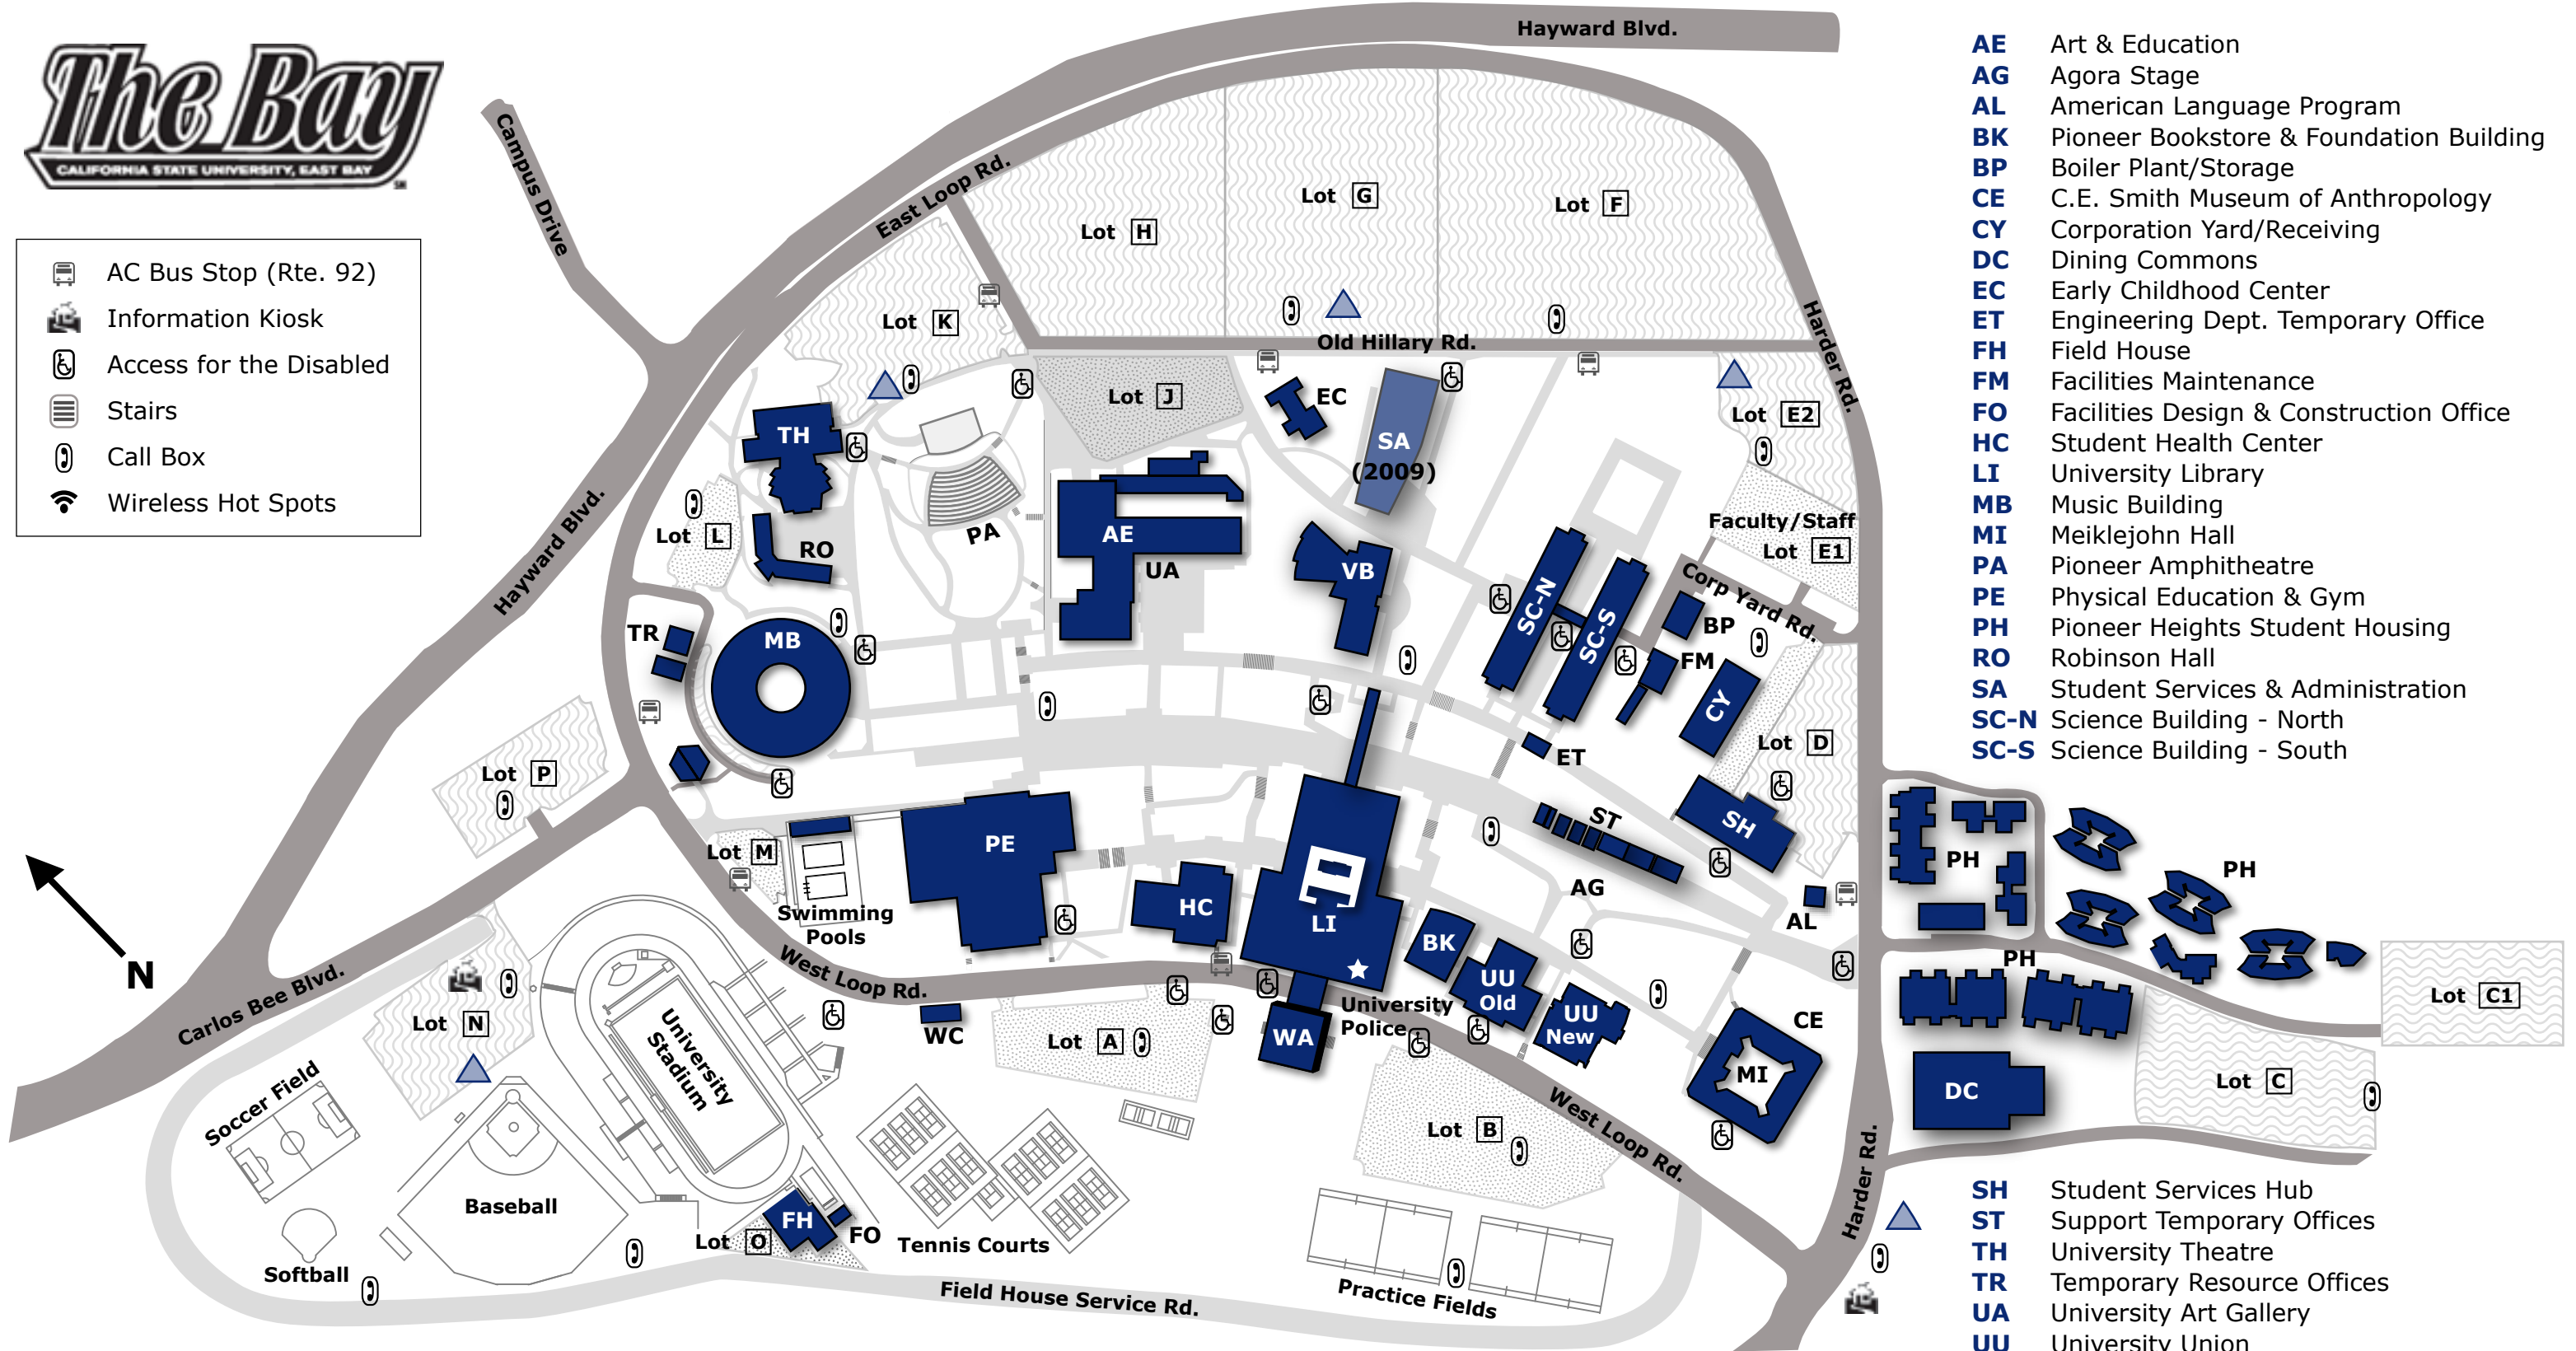 The Bay
CALIFORNIA STATE UNIVERSITY, EAST BAY
AC Bus Stop (Rte. 92)
Information Kiosk
Access for the Disabled
Stairs
Call Box
Wireless Hot Spots
Hayward Blvd.
Campus Drive
East Loop Rd.
Lot H
Lot G
Lot F
Lot K
Old Hillary Rd.
Harder Rd.
Lot J
EC
SA
(2009)
Lot E2
TH
Hayward Blvd.
Lot L
RO
PA
AE
UA
VB
SC-N
SC-S
Faculty/Staff
Lot E1
Corp Yard Rd.
BP
FM
CY
TR
MB
Lot P
Lot D
ET
ST
SH
Lot M
PE
Swimming
Pools
HC
LI
BK
AG
AL
PH
PH
PH
N
Carlos Bee Blvd.
Lot N
West Loop Rd.
WC
Lot A
WA
University
Police
UU
Old
UU
New
CE
MI
Lot C1
DC
Lot C
University
Stadium
Soccer Field
Baseball
Softball
Lot O
FH
FO
Tennis Courts
Lot B
West Loop Rd.
Harder Rd.
Field House Service Rd.
Practice Fields
AE Art & Education
AG Agora Stage
AL American Language Program
BK Pioneer Bookstore & Foundation Building
BP Boiler Plant/Storage
CE C.E. Smith Museum of Anthropology
CY Corporation Yard/Receiving
DC Dining Commons
EC Early Childhood Center
ET Engineering Dept. Temporary Office
FH Field House
FM Facilities Maintenance
FO Facilities Design & Construction Office
HC Student Health Center
LI University Library
MB Music Building
MI Meiklejohn Hall
PA Pioneer Amphitheatre
PE Physical Education & Gym
PH Pioneer Heights Student Housing
RO Robinson Hall
SA Student Services & Administration
SC-N Science Building - North
SC-S Science Building - South
SH Student Services Hub
ST Support Temporary Offices
TH University Theatre
TR Temporary Resource Offices
UA University Art Gallery
UU University Union